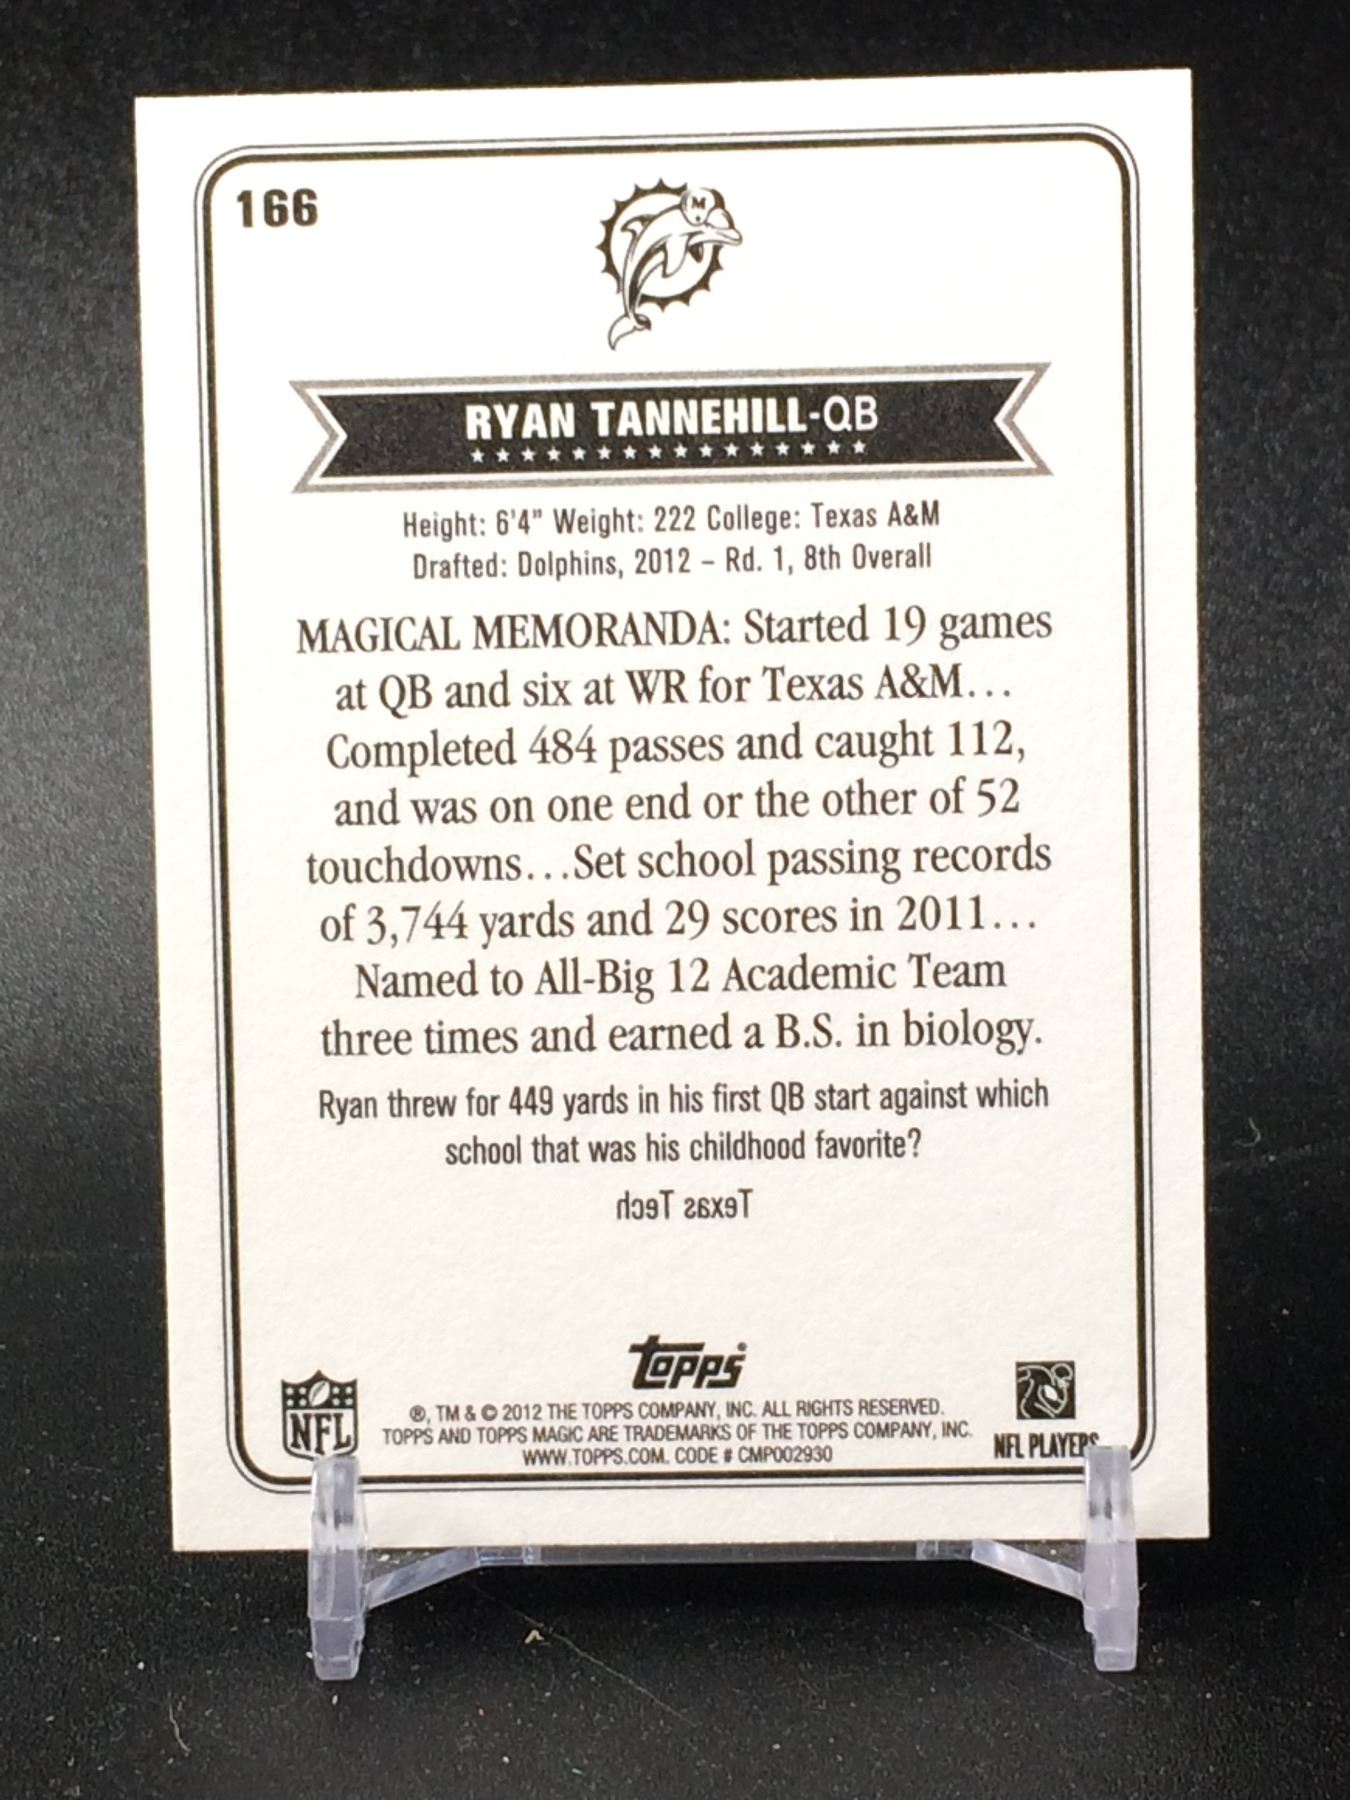 166
M
RYAN TANNEHILL-QB
Height: 6'4" Weight: 222 College: Texas A&M
Drafted: Dolphins, 2012 – Rd. 1, 8th Overall
MAGICAL MEMORANDA: Started 19 games
at QB and six at WR for Texas A&M...
Completed 484 passes and caught 112,
and was on one end or the other of 52
touchdowns...Set school passing records
of 3,744 yards and 29 scores in 2011...
Named to All-Big 12 Academic Team
three times and earned a B.S. in biology.
Ryan threw for 449 yards in his first QB start against which
school that was his childhood favorite?
Texas Tech
topps®
NFL
®, TM & © 2012 THE TOPPS COMPANY, INC. ALL RIGHTS RESERVED.
TOPPS AND TOPPS MAGIC ARE TRADEMARKS OF THE TOPPS COMPANY, INC.
WWW.TOPPS.COM. CODE # CMP002930
NFL PLAYERS